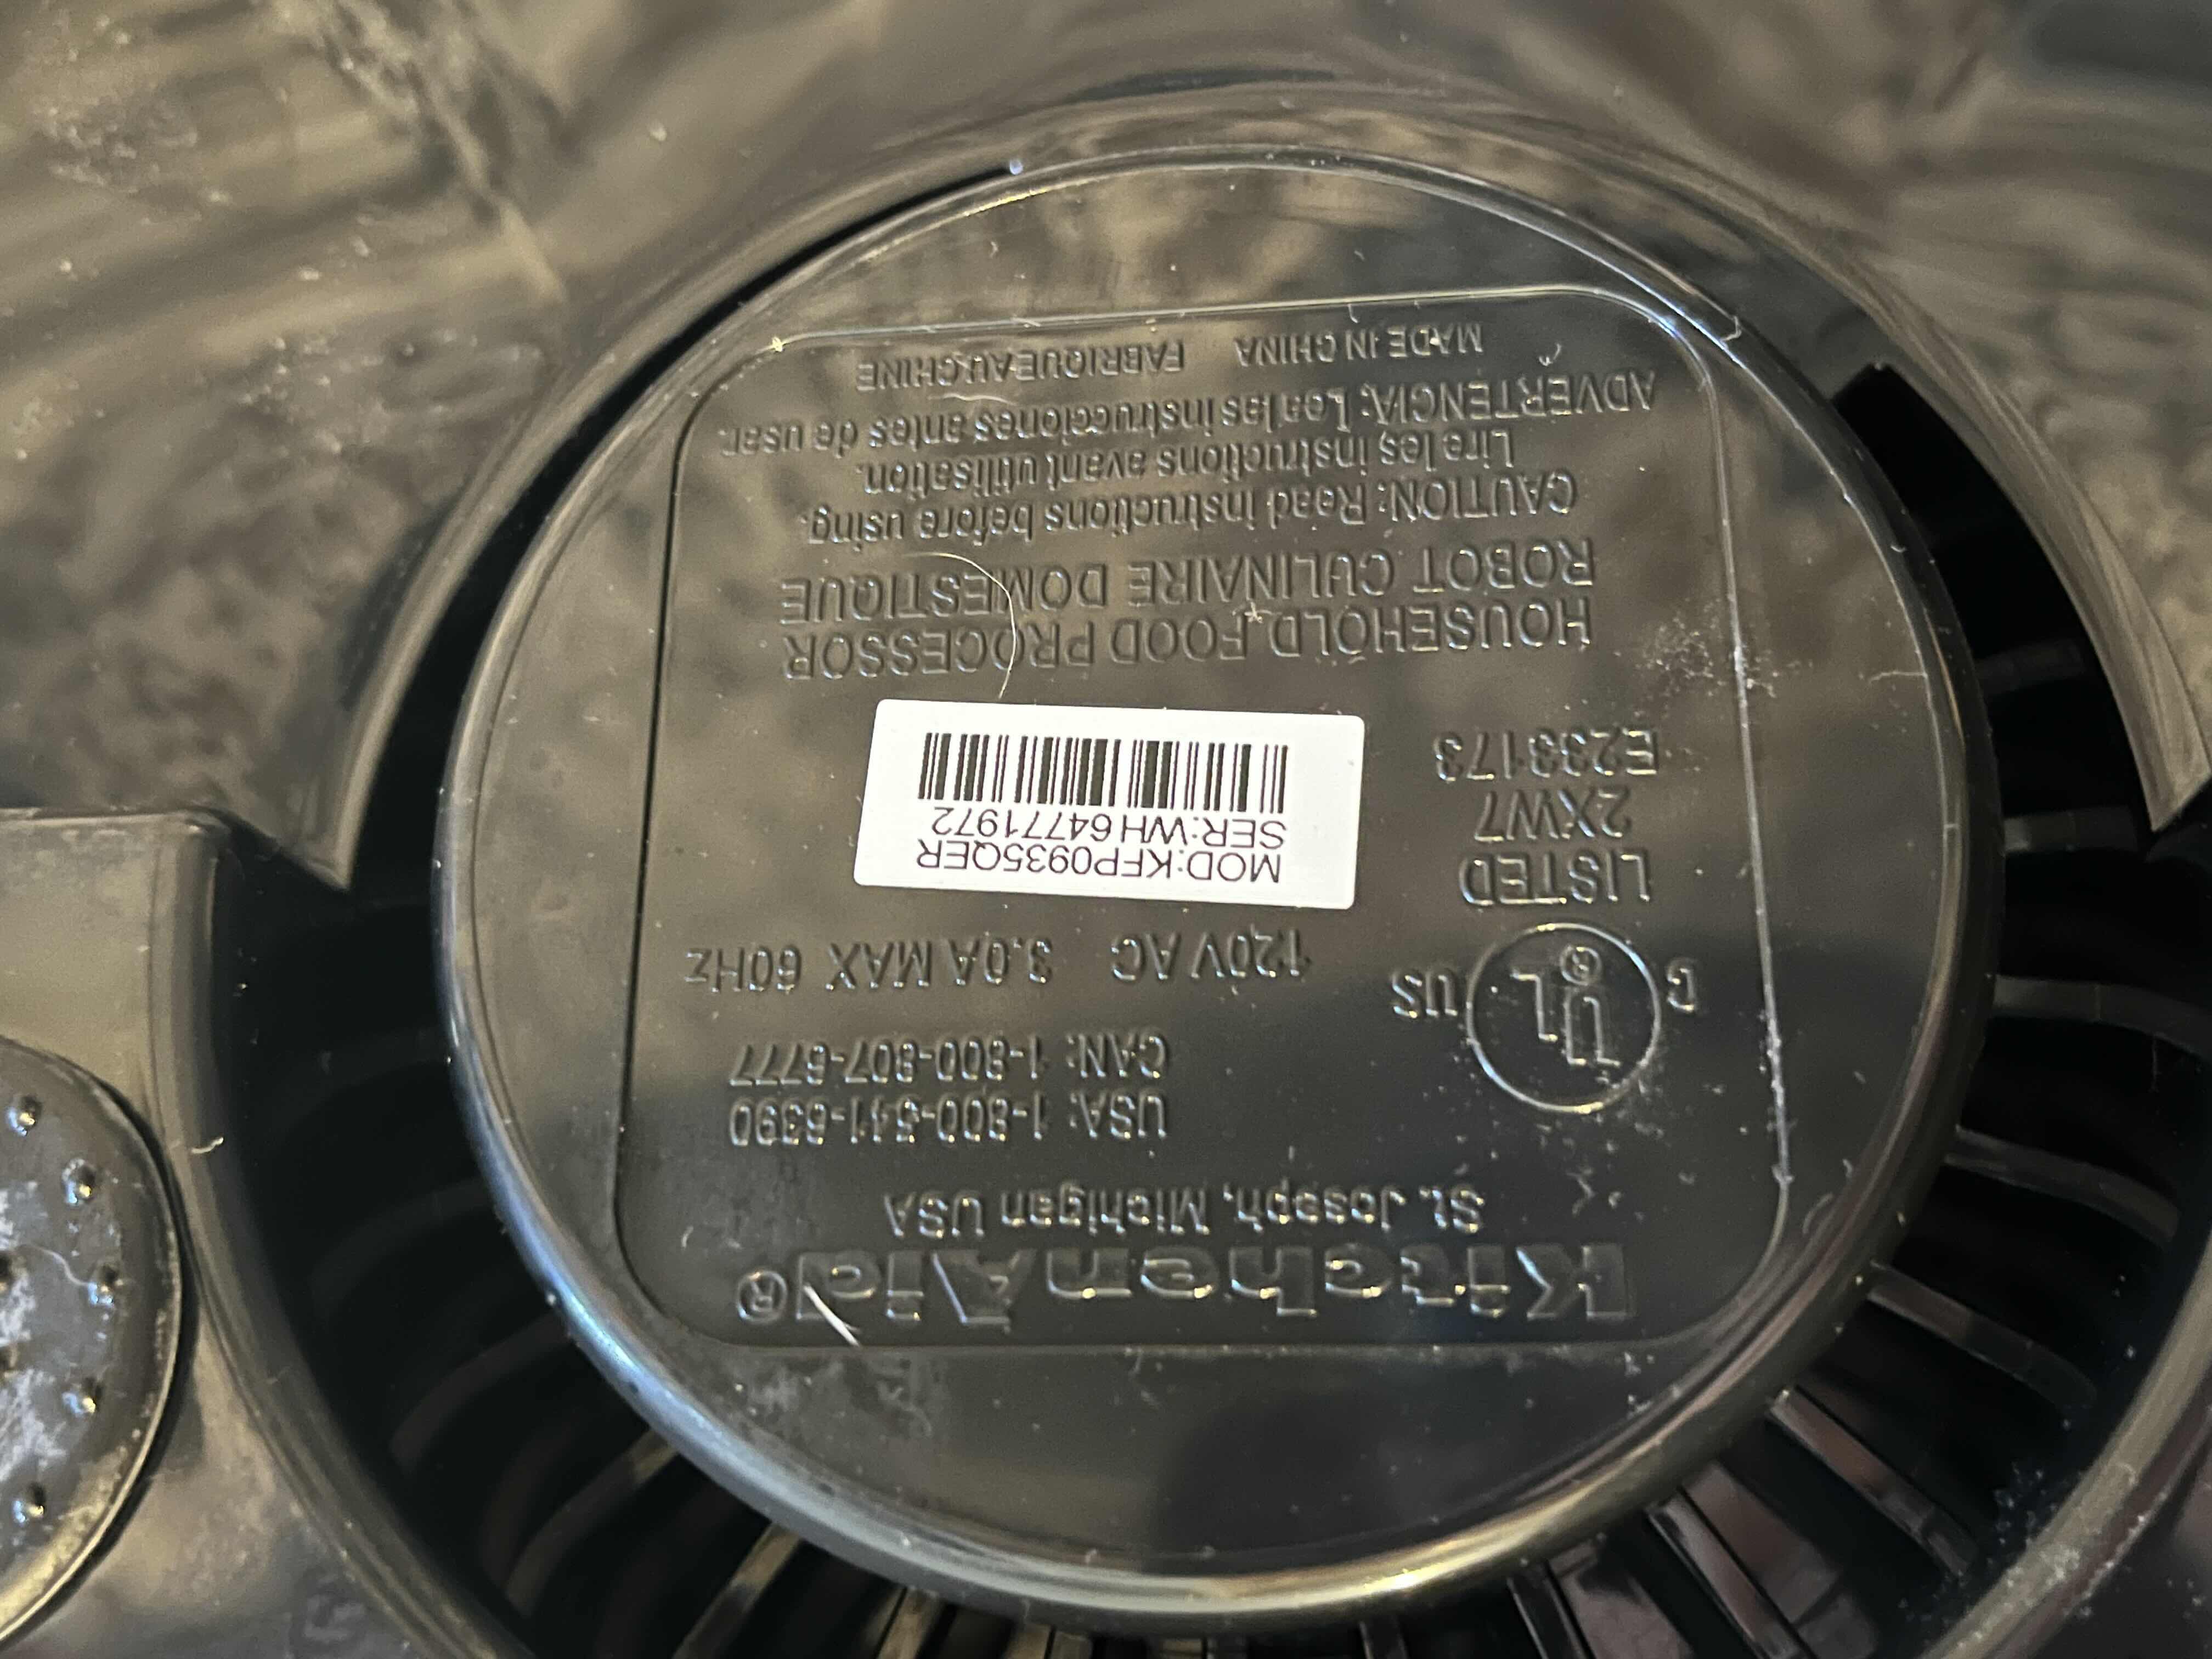 KitchenAid®
St. Joseph, Michigan USA
USA: 1-800-541-6390
CAN: 1-800-807-6777
C UL® US
LISTED
2XW7
E233173
120V AC 3.0A MAX 60Hz
MOD:KFP0935QER
SER:WH 64771972
HOUSEHOLD FOOD PROCESSOR
ROBOT CULINAIRE DOMESTIQUE
CAUTION: Read instructions before using.
Lire les instructions avant utilisation.
ADVERTENCIA: Lea las instrucciones antes de usar.
MADE IN CHINA FABRIQUE AU CHINE